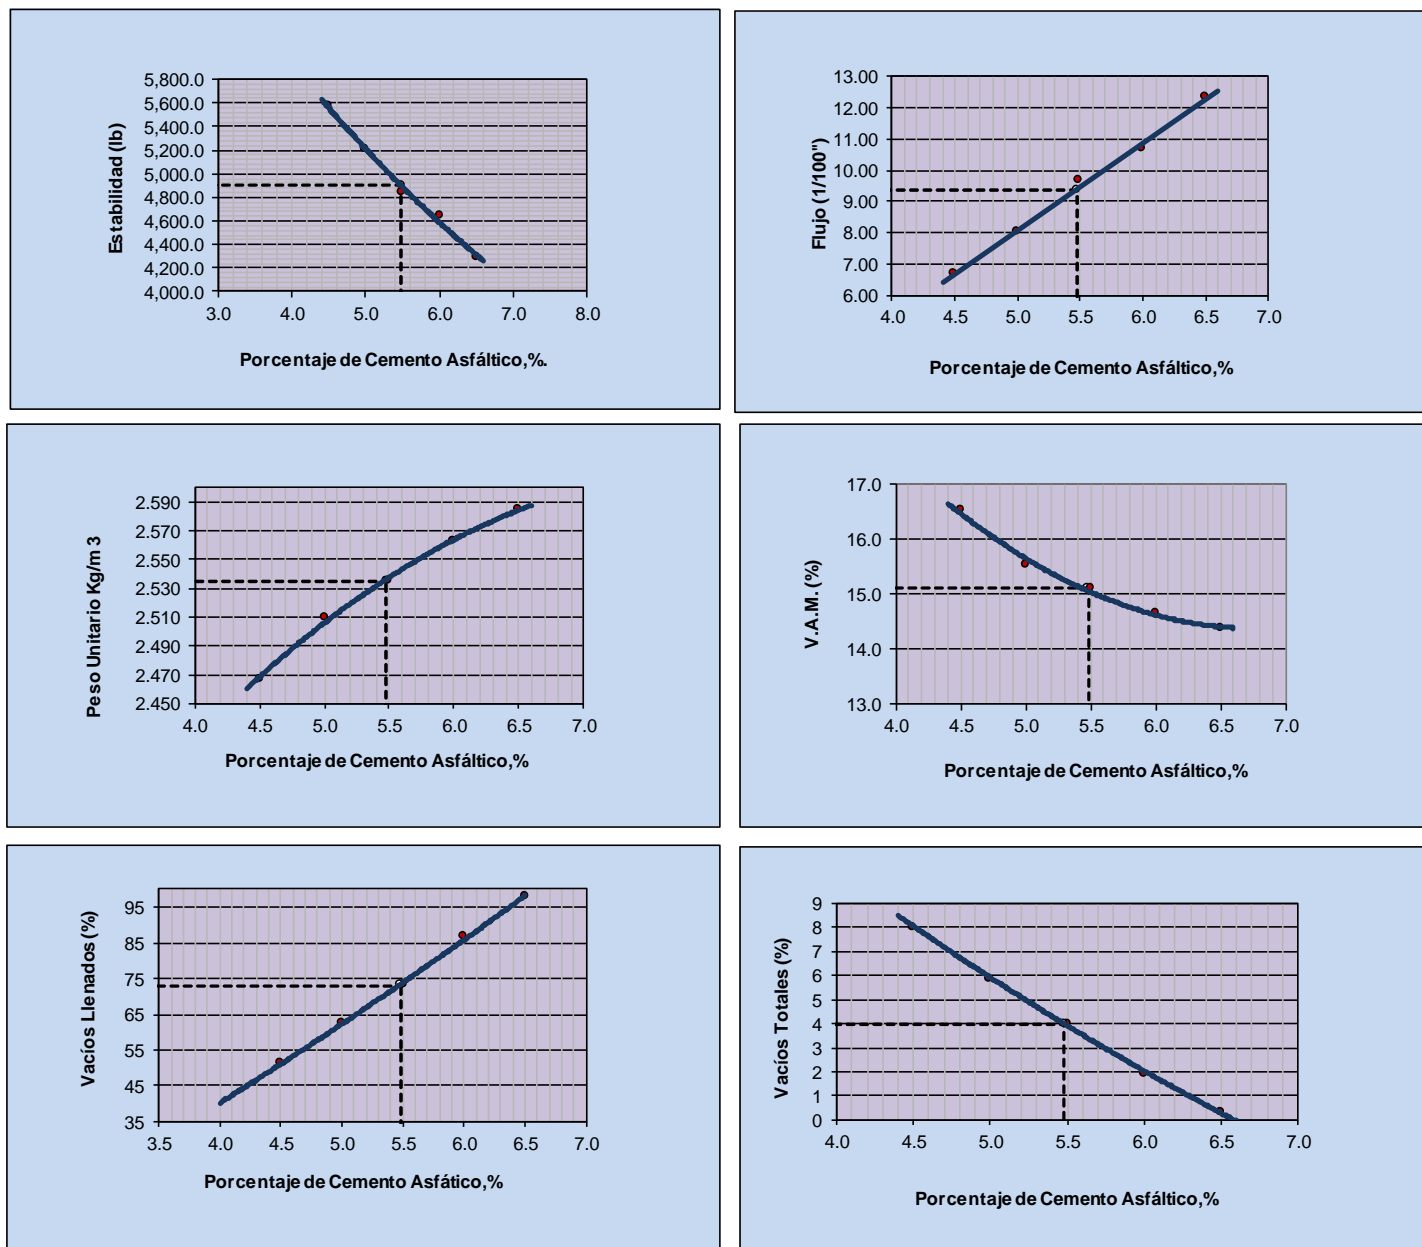 Estabilidad (lb)
5,800.0
5,600.0
5,400.0
5,200.0
5,000.0
4,800.0
4,600.0
4,400.0
4,200.0
4,000.0
3.0 4.0 5.0 6.0 7.0 8.0
Porcentaje de Cemento Asfáltico,%.
Flujo (1/100")
13.00
12.00
11.00
10.00
9.00
8.00
7.00
6.00
4.0 4.5 5.0 5.5 6.0 6.5 7.0
Porcentaje de Cemento Asfáltico,%
Peso Unitario Kg/m 3
2.590
2.570
2.550
2.530
2.510
2.490
2.470
2.450
4.0 4.5 5.0 5.5 6.0 6.5 7.0
Porcentaje de Cemento Asfáltico,%
V.A.M. (%)
17.0
16.0
15.0
14.0
13.0
4.0 4.5 5.0 5.5 6.0 6.5 7.0
Porcentaje de Cemento Asfáltico,%
Vacíos Llenados (%)
95
85
75
65
55
45
35
3.5 4.0 4.5 5.0 5.5 6.0 6.5 7.0
Porcentaje de Cemento Asfático,%
Vacíos Totales (%)
9
8
7
6
5
4
3
2
1
0
4.0 4.5 5.0 5.5 6.0 6.5 7.0
Porcentaje de Cemento Asfáltico,%